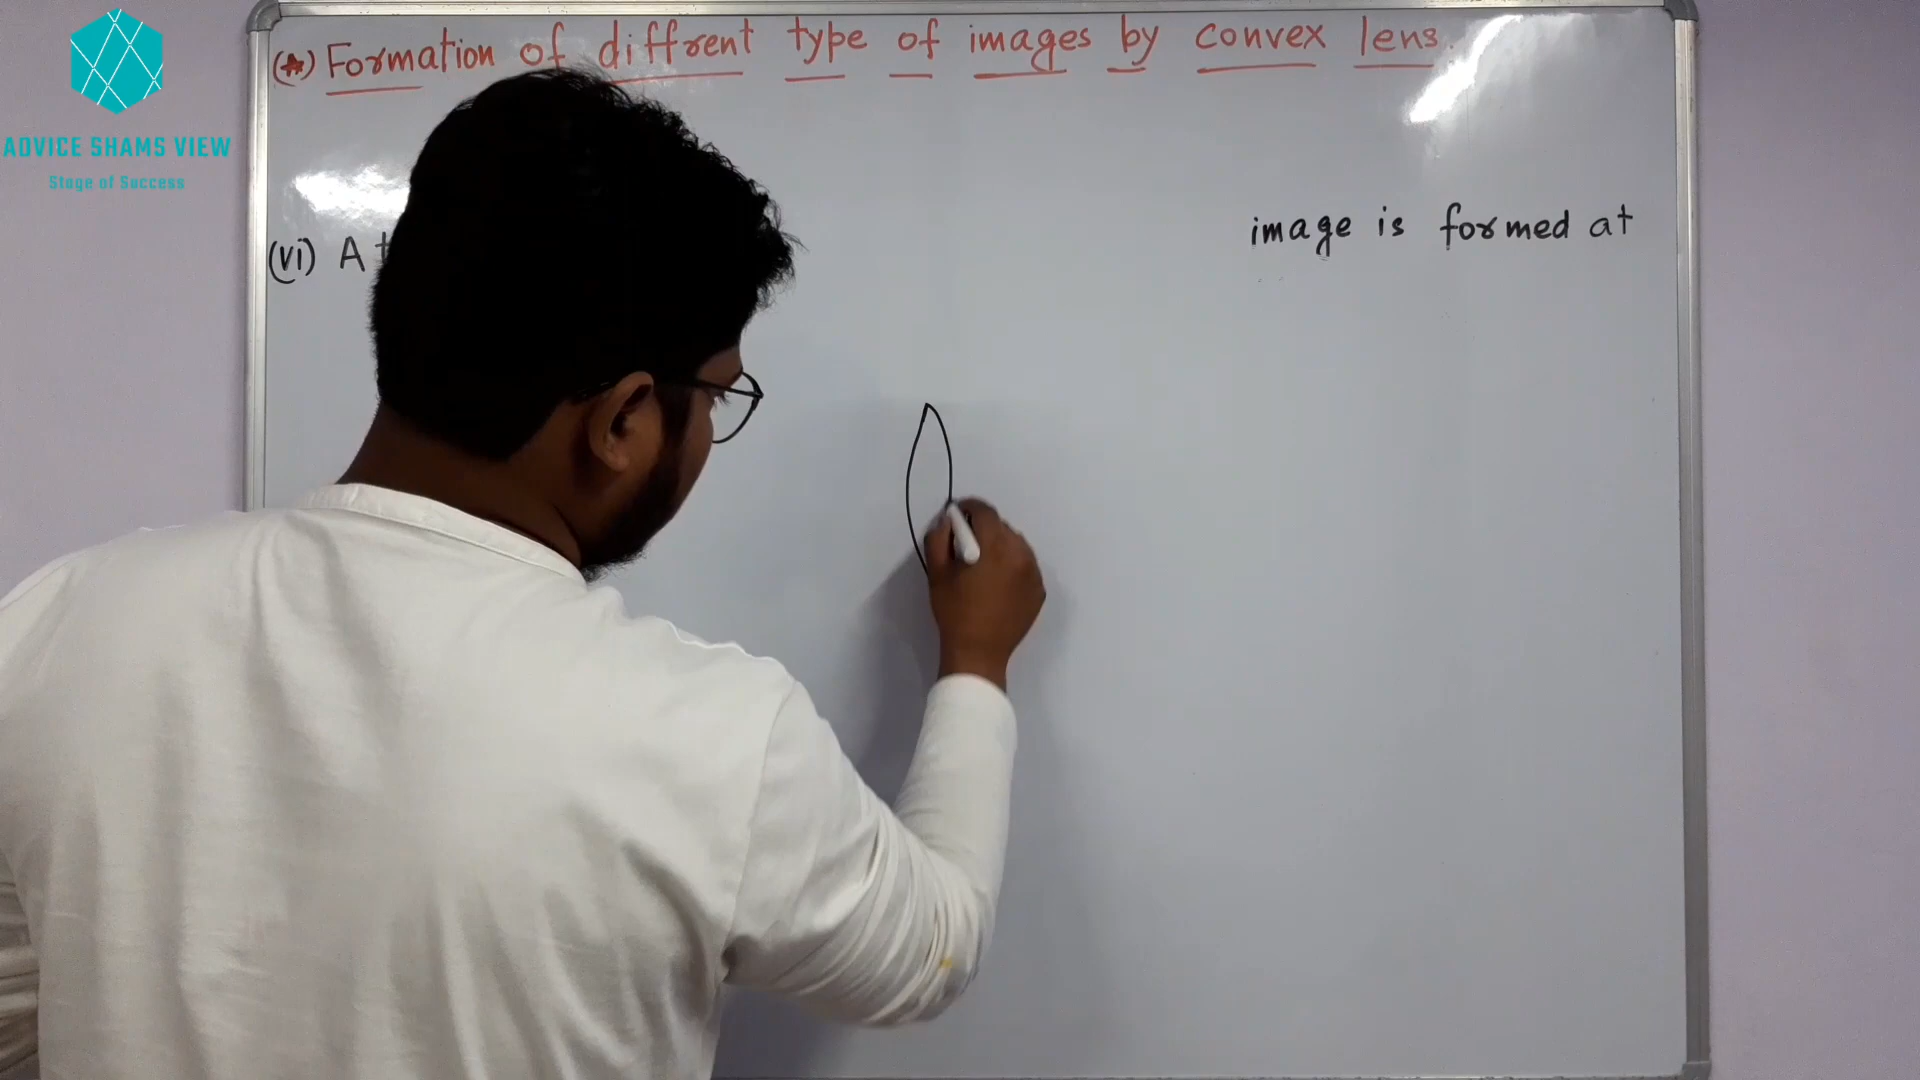 ADVICE SHAMS VIEW
Stage of Success
(*) Formation of diffrent type of images by convex lens.
(vi) At image is formed at